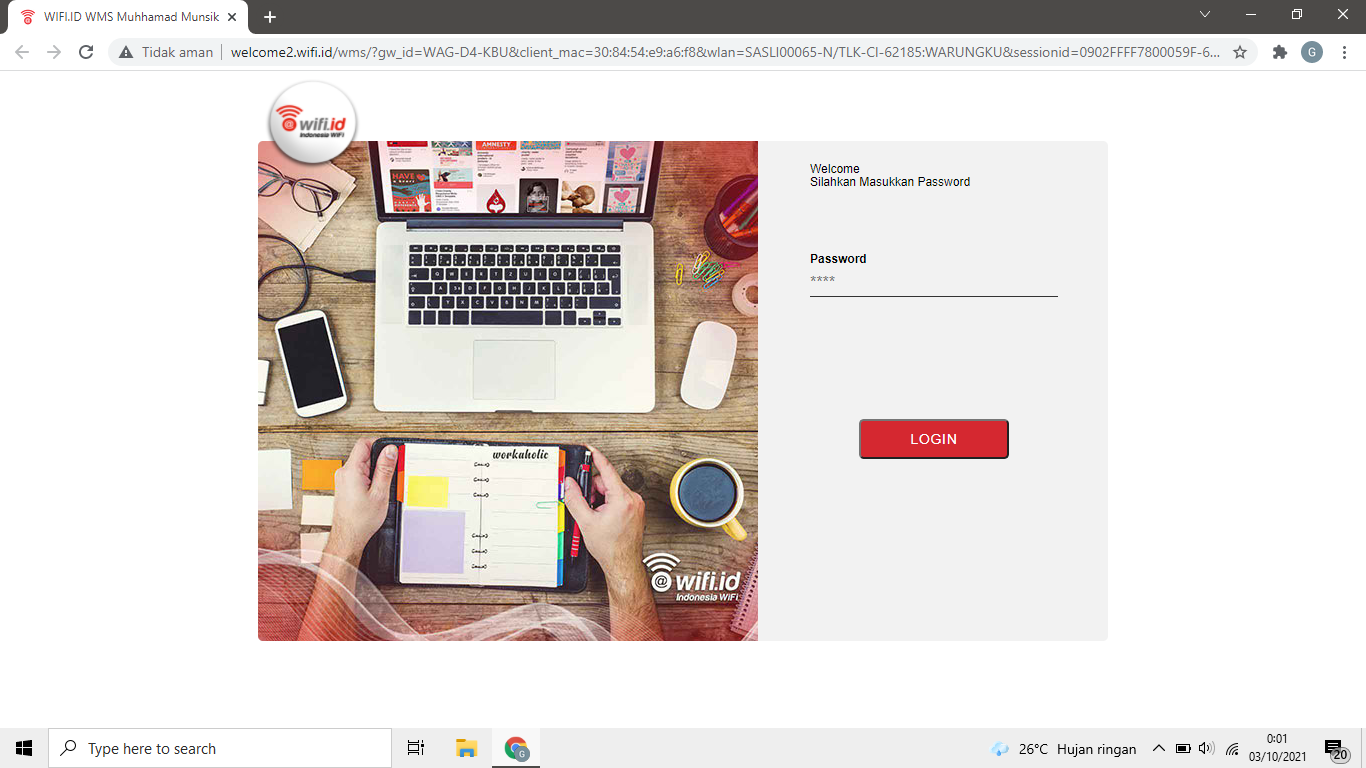 WIFI.ID WMS Muhhamad Munsik
Tidak aman
welcome2.wifi.id/wms/?gw_id=WAG-D4-KBU&client_mac=30:84:54:e9:a6:f8&wlan=SASLI00065-N/TLK-CI-62185:WARUNGKU&sessionid=0902FFFF7800059F-6...
G
@wifi.id
Indonesia WiFi
AMNESTY
HAVE
a heart
workaholic
@wifi.id
Indonesia WiFi
Welcome
Silahkan Masukkan Password
Password
****
LOGIN
Type here to search
G
26°C Hujan ringan
0:01
03/10/2021
20